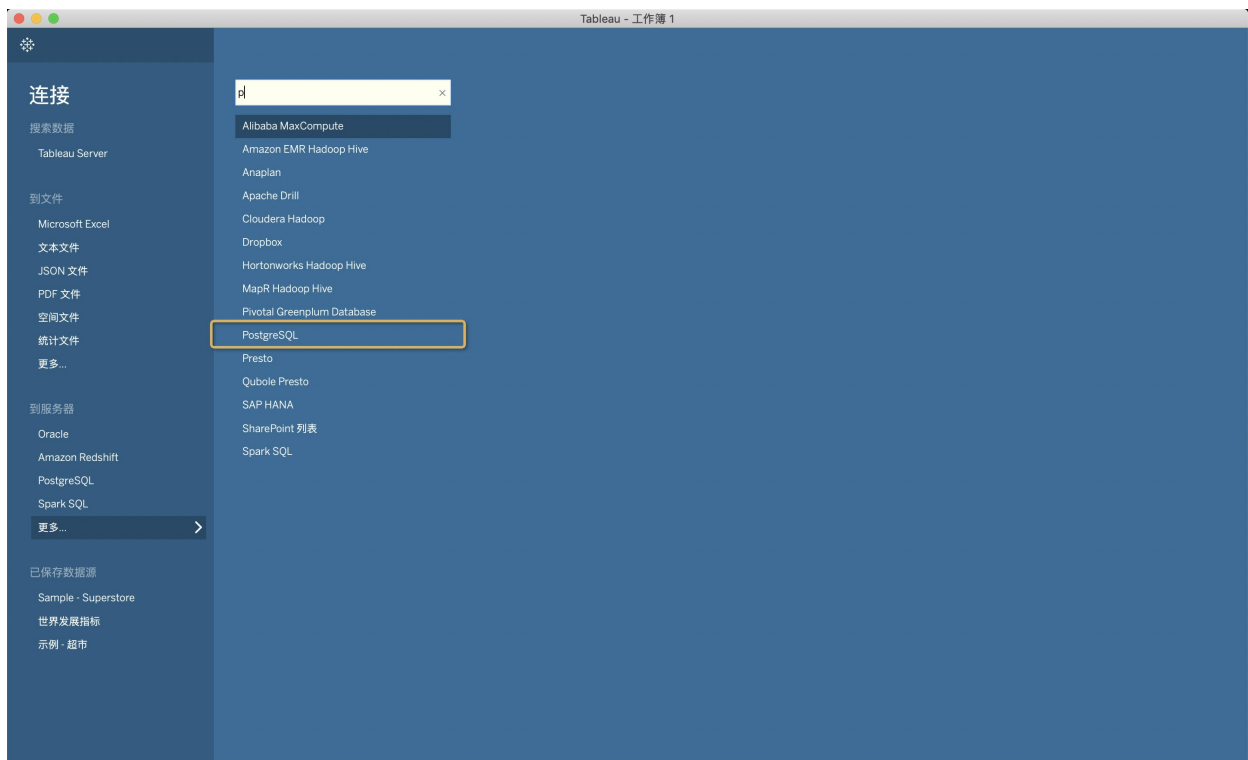 Tableau - 工作簿 1
连接
搜索数据
Tableau Server
到文件
Microsoft Excel
文本文件
JSON 文件
PDF 文件
空间文件
统计文件
更多...
到服务器
Oracle
Amazon Redshift
PostgreSQL
Spark SQL
更多...
已保存数据源
Sample - Superstore
世界发展指标
示例 - 超市
p
Alibaba MaxCompute
Amazon EMR Hadoop Hive
Anaplan
Apache Drill
Cloudera Hadoop
Dropbox
Hortonworks Hadoop Hive
MapR Hadoop Hive
Pivotal Greenplum Database
PostgreSQL
Presto
Qubole Presto
SAP HANA
SharePoint 列表
Spark SQL